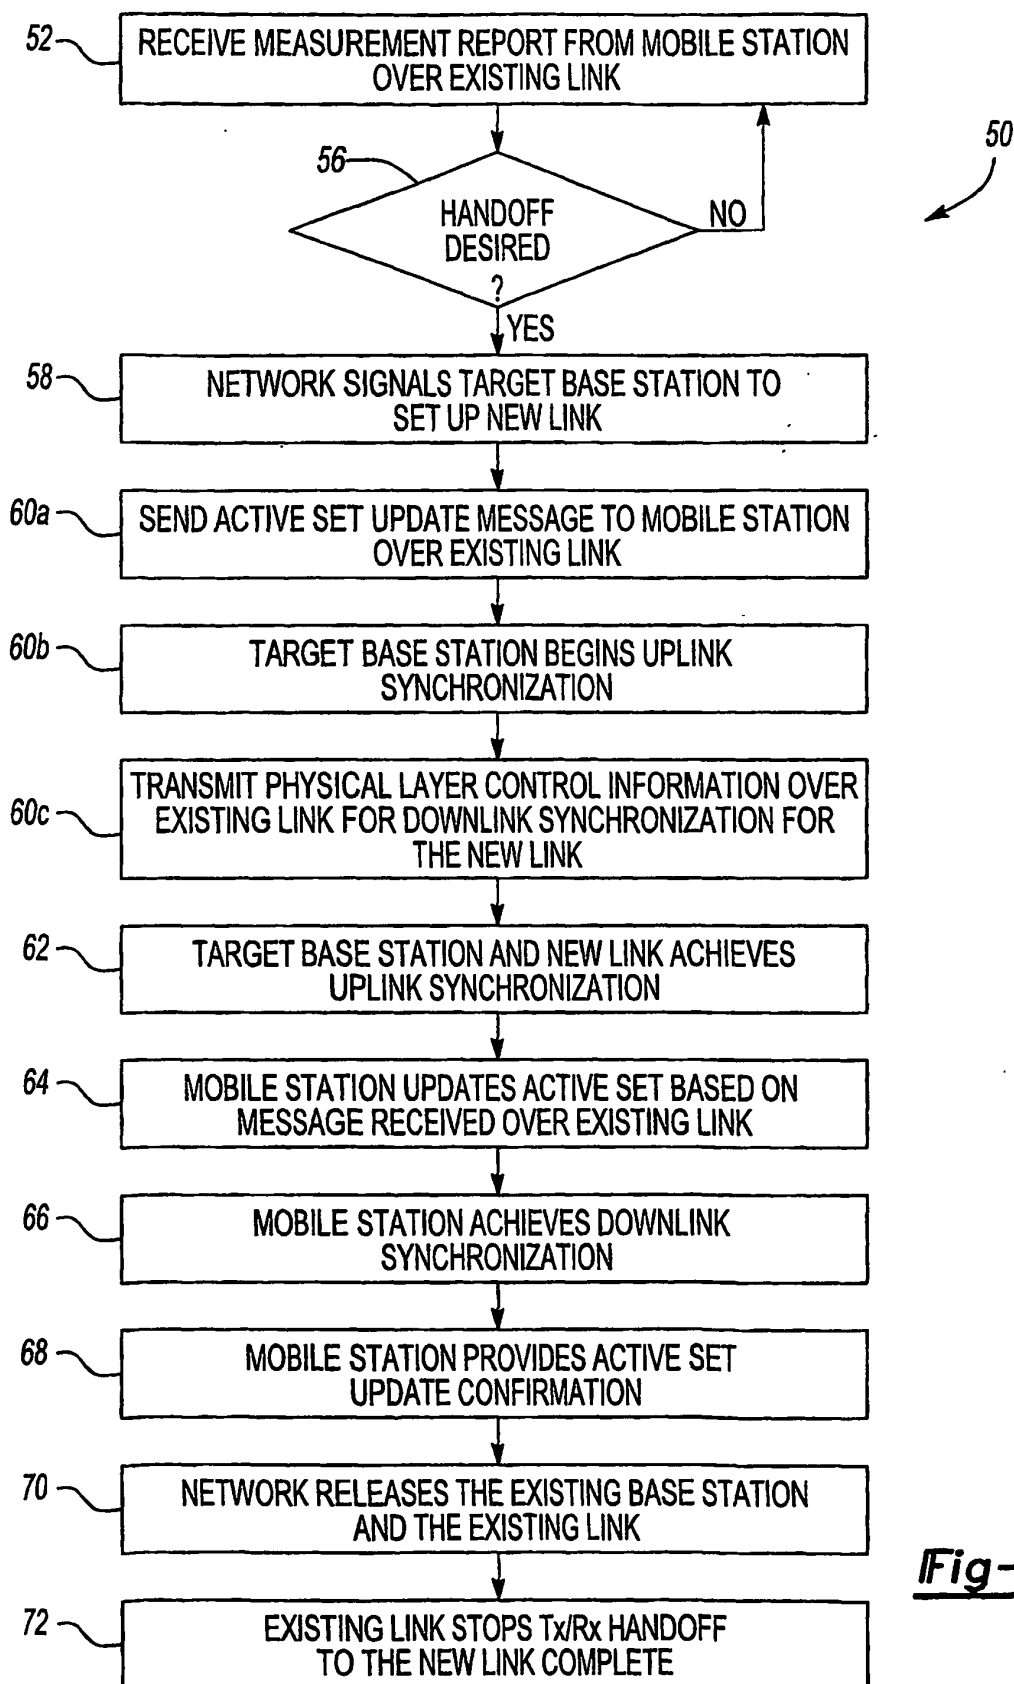 52
RECEIVE MEASUREMENT REPORT FROM MOBILE STATION
OVER EXISTING LINK
50
56
HANDOFF
DESIRED
?
NO
YES
58
NETWORK SIGNALS TARGET BASE STATION TO
SET UP NEW LINK
60a
SEND ACTIVE SET UPDATE MESSAGE TO MOBILE STATION
OVER EXISTING LINK
60b
TARGET BASE STATION BEGINS UPLINK
SYNCHRONIZATION
60c
TRANSMIT PHYSICAL LAYER CONTROL INFORMATION OVER
EXISTING LINK FOR DOWNLINK SYNCHRONIZATION FOR
THE NEW LINK
62
TARGET BASE STATION AND NEW LINK ACHIEVES
UPLINK SYNCHRONIZATION
64
MOBILE STATION UPDATES ACTIVE SET BASED ON
MESSAGE RECEIVED OVER EXISTING LINK
66
MOBILE STATION ACHIEVES DOWNLINK
SYNCHRONIZATION
68
MOBILE STATION PROVIDES ACTIVE SET
UPDATE CONFIRMATION
70
NETWORK RELEASES THE EXISTING BASE STATION
AND THE EXISTING LINK
Fig-
72
EXISTING LINK STOPS Tx/Rx HANDOFF
TO THE NEW LINK COMPLETE